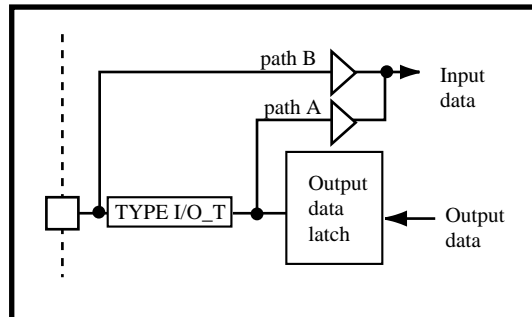 path B
Input
data
path A
TYPE I/O_T
Output
data
latch
Output
data